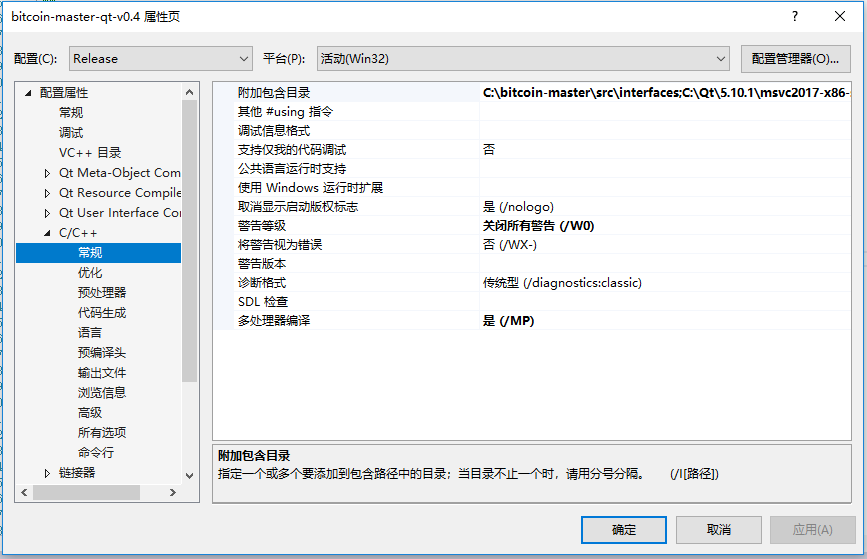 bitcoin-master-qt-v0.4 属性页
配置(C): Release 平台(P): 活动(Win32) 配置管理器(O)...
配置属性
常规
调试
VC++ 目录
Qt Meta-Object Com
Qt Resource Compile
Qt User Interface Co
C/C++
常规
优化
预处理器
代码生成
语言
预编译头
输出文件
浏览信息
高级
所有选项
命令行
链接器
附加包含目录 C:\bitcoin-master\src\interfaces;C:\Qt\5.10.1\msvc2017-x86-
其他 #using 指令
调试信息格式
支持仅我的代码调试 否
公共语言运行时支持
使用 Windows 运行时扩展
取消显示启动版权标志 是 (/nologo)
警告等级 关闭所有警告 (/W0)
将警告视为错误 否 (/WX-)
警告版本
诊断格式 传统型 (/diagnostics:classic)
SDL 检查
多处理器编译 是 (/MP)
附加包含目录
指定一个或多个要添加到包含路径中的目录；当目录不止一个时，请用分号分隔。 (/I[路径])
确定 取消 应用(A)